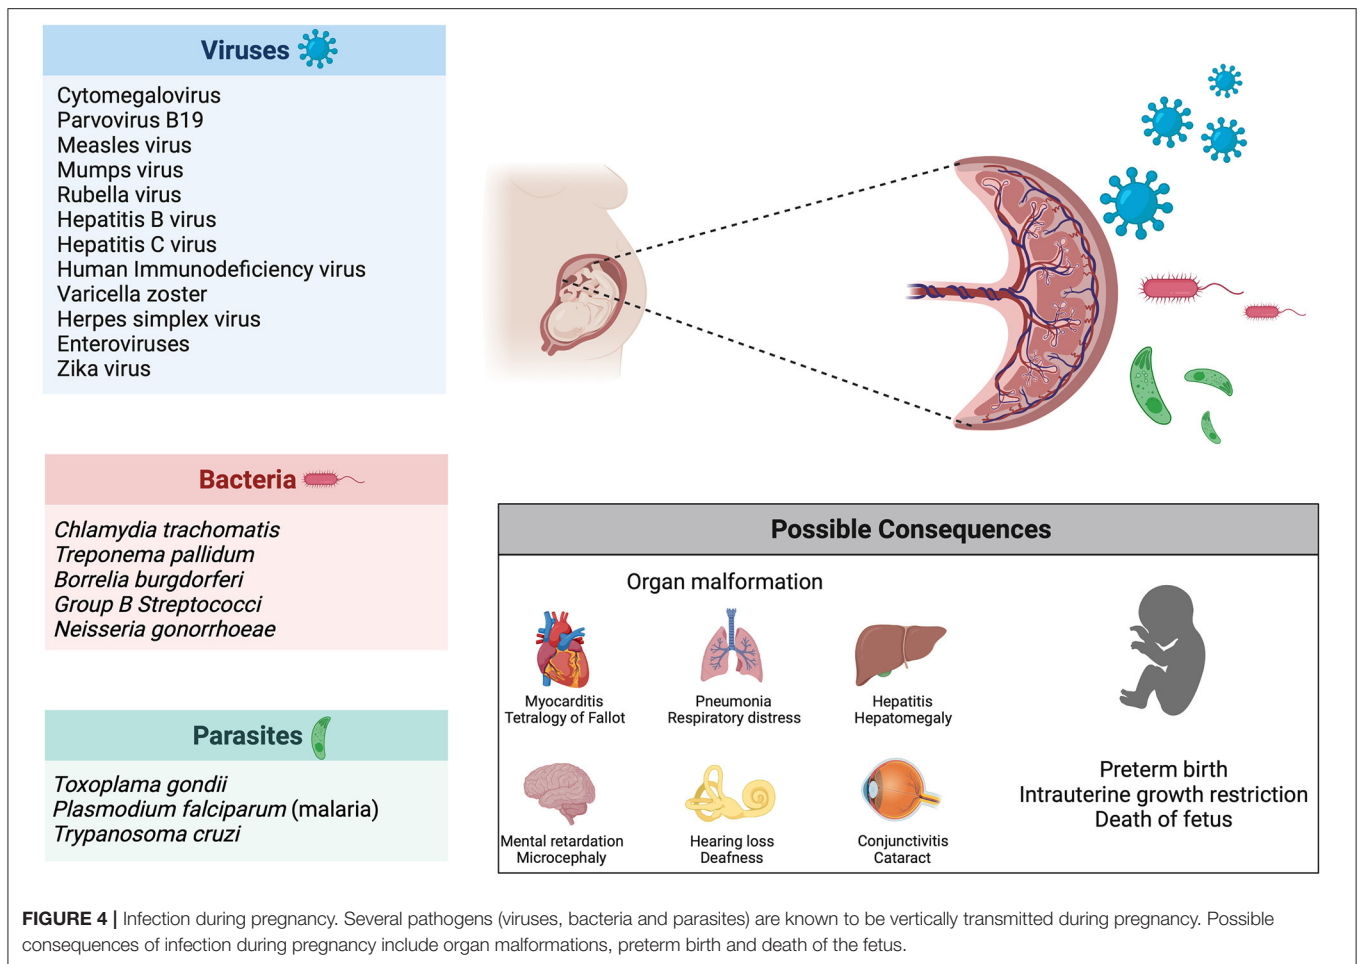 Viruses
Cytomegalovirus
Parvovirus B19
Measles virus
Mumps virus
Rubella virus
Hepatitis B virus
Hepatitis C virus
Human Immunodeficiency virus
Varicella zoster
Herpes simplex virus
Enteroviruses
Zika virus
Bacteria
Chlamydia trachomatis
Treponema pallidum
Borrelia burgdorferi
Group B Streptococci
Neisseria gonorrhoeae
Parasites
Toxoplama gondii
Plasmodium falciparum (malaria)
Trypanosoma cruzi
Possible Consequences
Organ malformation
Myocarditis
Tetralogy of Fallot
Pneumonia
Respiratory distress
Hepatitis
Hepatomegaly
Mental retardation
Microcephaly
Hearing loss
Deafness
Conjunctivitis
Cataract
Preterm birth
Intrauterine growth restriction
Death of fetus
FIGURE 4 | Infection during pregnancy. Several pathogens (viruses, bacteria and parasites) are known to be vertically transmitted during pregnancy. Possible
consequences of infection during pregnancy include organ malformations, preterm birth and death of the fetus.